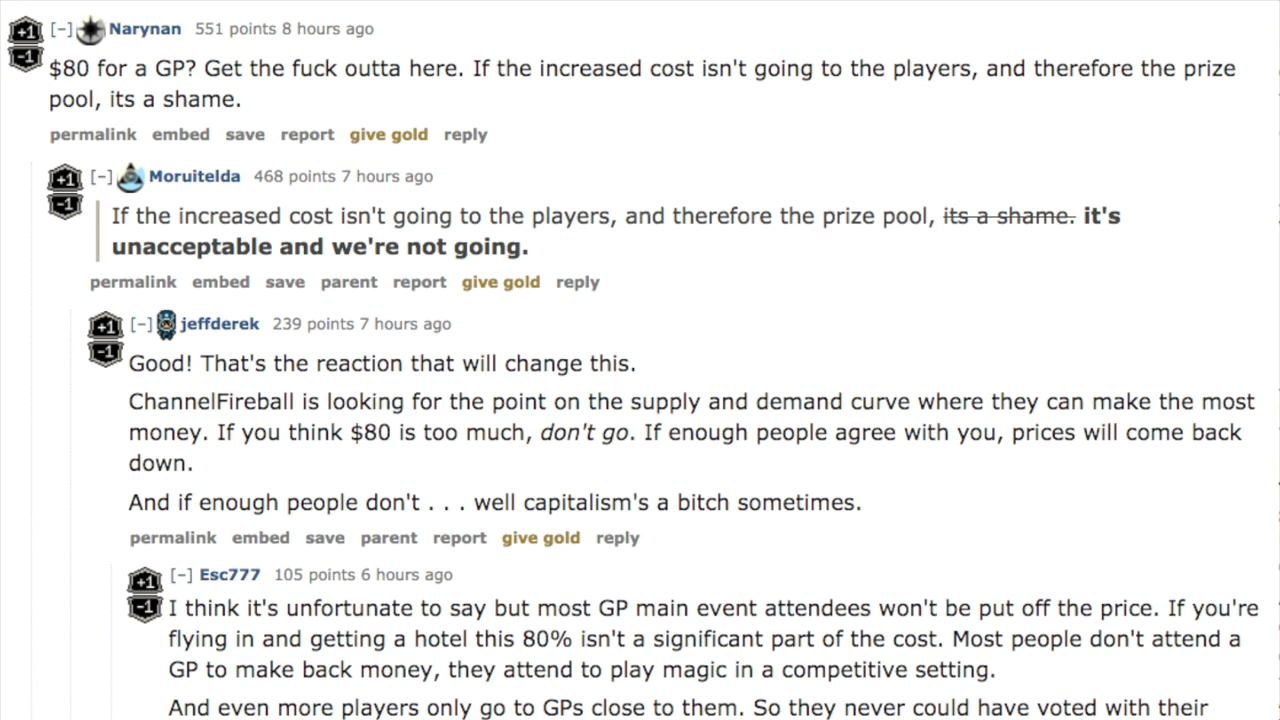 +1 [-] Narynan 551 points 8 hours ago
-1
$80 for a GP? Get the fuck outta here. If the increased cost isn't going to the players, and therefore the prize
pool, its a shame.
permalink embed save report give gold reply
+1 [-] Moruitelda 468 points 7 hours ago
-1
If the increased cost isn't going to the players, and therefore the prize pool, its a shame. it's
unacceptable and we're not going.
permalink embed save parent report give gold reply
+1 [-] jeffderek 239 points 7 hours ago
-1
Good! That's the reaction that will change this.
ChannelFireball is looking for the point on the supply and demand curve where they can make the most
money. If you think $80 is too much, don't go. If enough people agree with you, prices will come back
down.
And if enough people don't . . . well capitalism's a bitch sometimes.
permalink embed save parent report give gold reply
+1 [-] Esc777 105 points 6 hours ago
-1
I think it's unfortunate to say but most GP main event attendees won't be put off the price. If you're
flying in and getting a hotel this 80% isn't a significant part of the cost. Most people don't attend a
GP to make back money, they attend to play magic in a competitive setting.
And even more players only go to GPs close to them. So they never could have voted with their